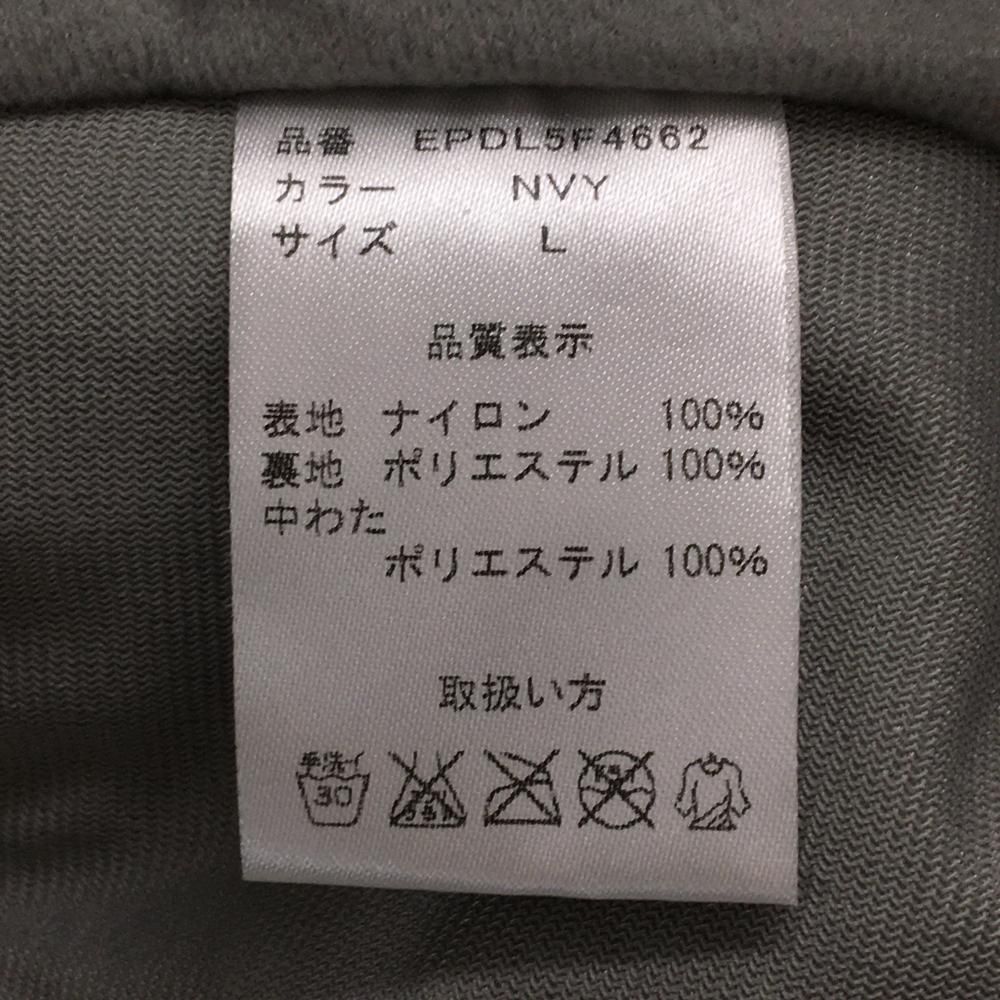 品番 EPDL5F4662
カラー NVY
サイズ L
品質表示
表地 ナイロン 100%
裏地 ポリエステル 100%
中わた
ポリエステル 100%
取扱い方
手洗イ
30